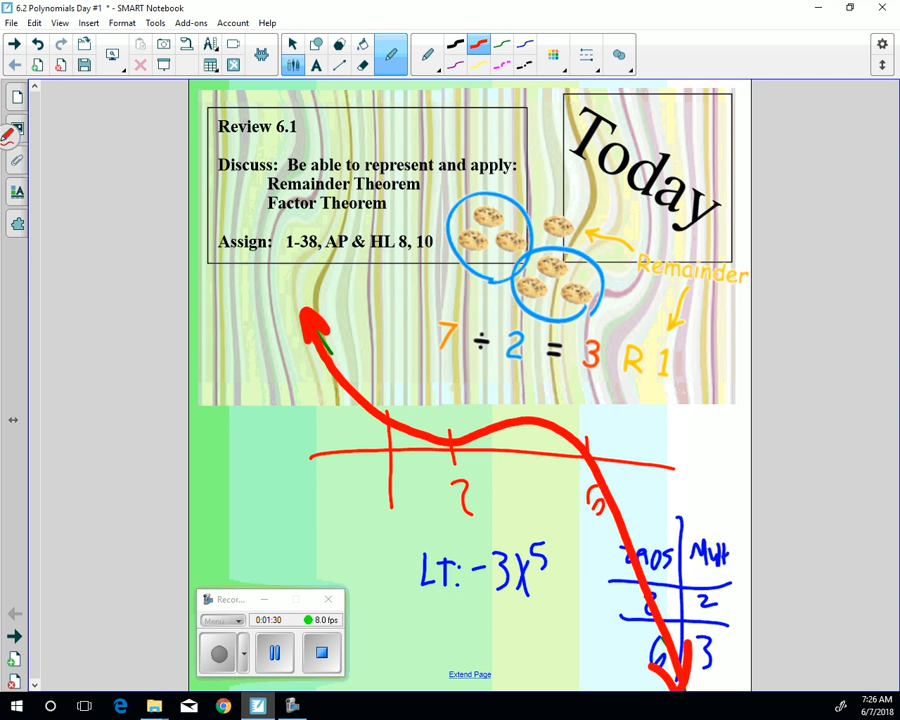 6.2 Polynomials Day #1 * - SMART Notebook
File Edit View Insert Format Tools Add-ons Account Help
Review 6.1
Discuss: Be able to represent and apply:
Remainder Theorem
Factor Theorem
Assign: 1-38, AP & HL 8, 10
Today
Remainder
7 ÷ 2 = 3 R 1
2
LT: -3x^5
Mult
2
6 3
Recor...
Menu
0:01:30
8.0 fps
Extend Page
7:26 AM
6/7/2018